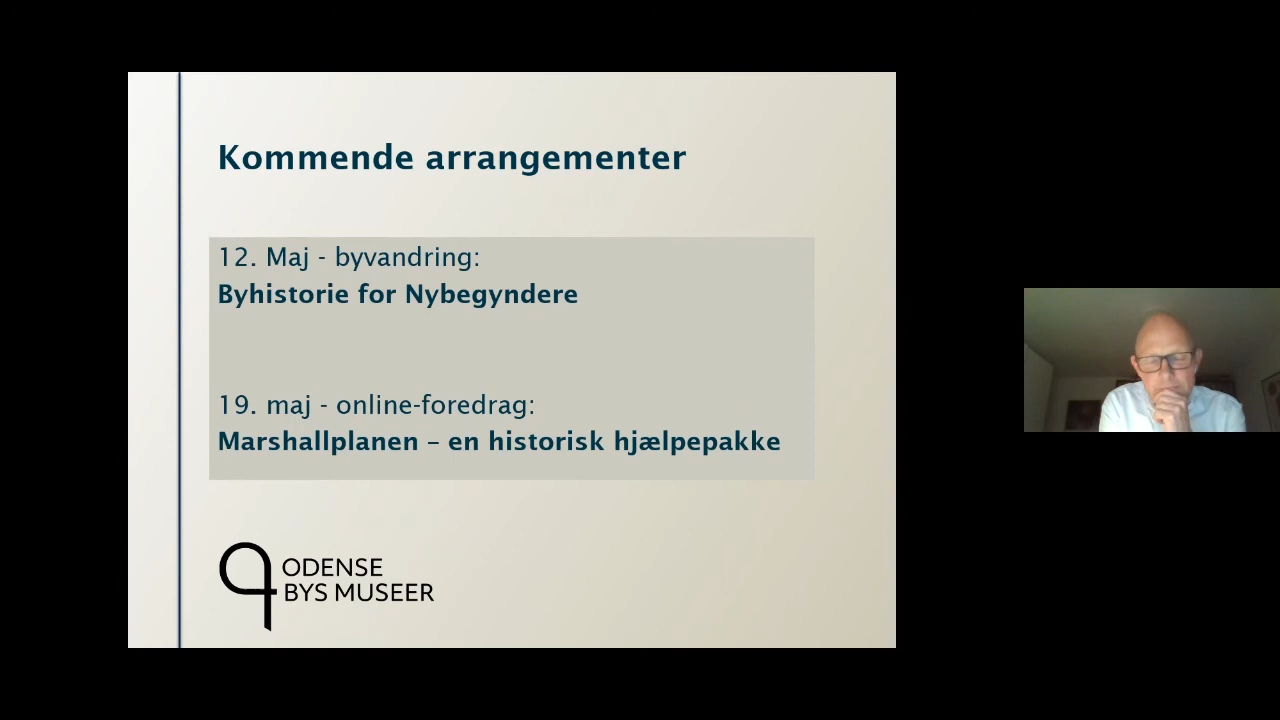 Kommende arrangementer
12. Maj - byvandring:
Byhistorie for Nybegyndere
19. maj - online-foredrag:
Marshallplanen – en historisk hjælpepakke
ODENSE
BYS MUSEER